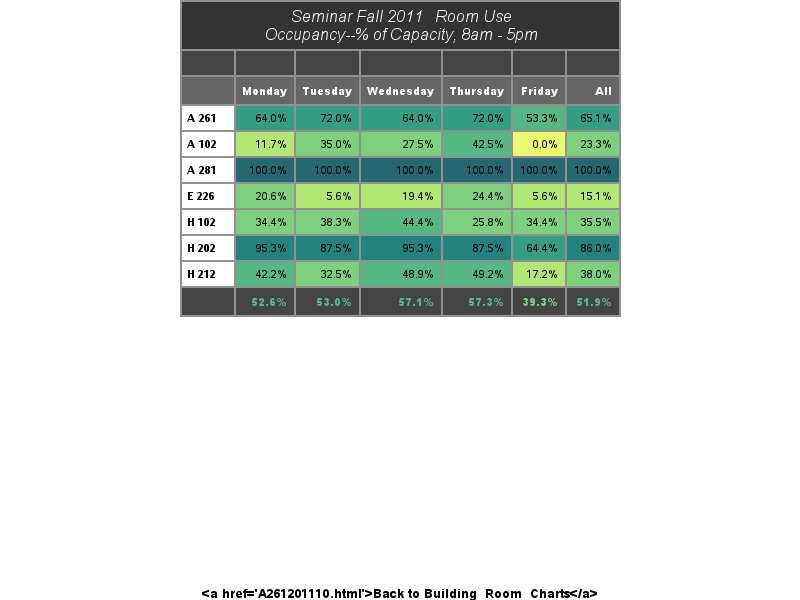 Seminar Fall 2011 Room Use
Occupancy--% of Capacity, 8am - 5pm
Monday Tuesday Wednesday Thursday Friday All
A 261 64.0% 72.0% 64.0% 72.0% 53.3% 65.1%
A 102 11.7% 35.0% 27.5% 42.5% 0.0% 23.3%
A 281 100.0% 100.0% 100.0% 100.0% 100.0% 100.0%
E 226 20.6% 5.6% 19.4% 24.4% 5.6% 15.1%
H 102 34.4% 38.3% 44.4% 25.8% 34.4% 35.5%
H 202 95.3% 87.5% 95.3% 87.5% 64.4% 86.0%
H 212 42.2% 32.5% 48.9% 49.2% 17.2% 38.0%
52.6% 53.0% 57.1% 57.3% 39.3% 51.9%
<a href='A261201110.html'>Back to Building Room Charts</a>